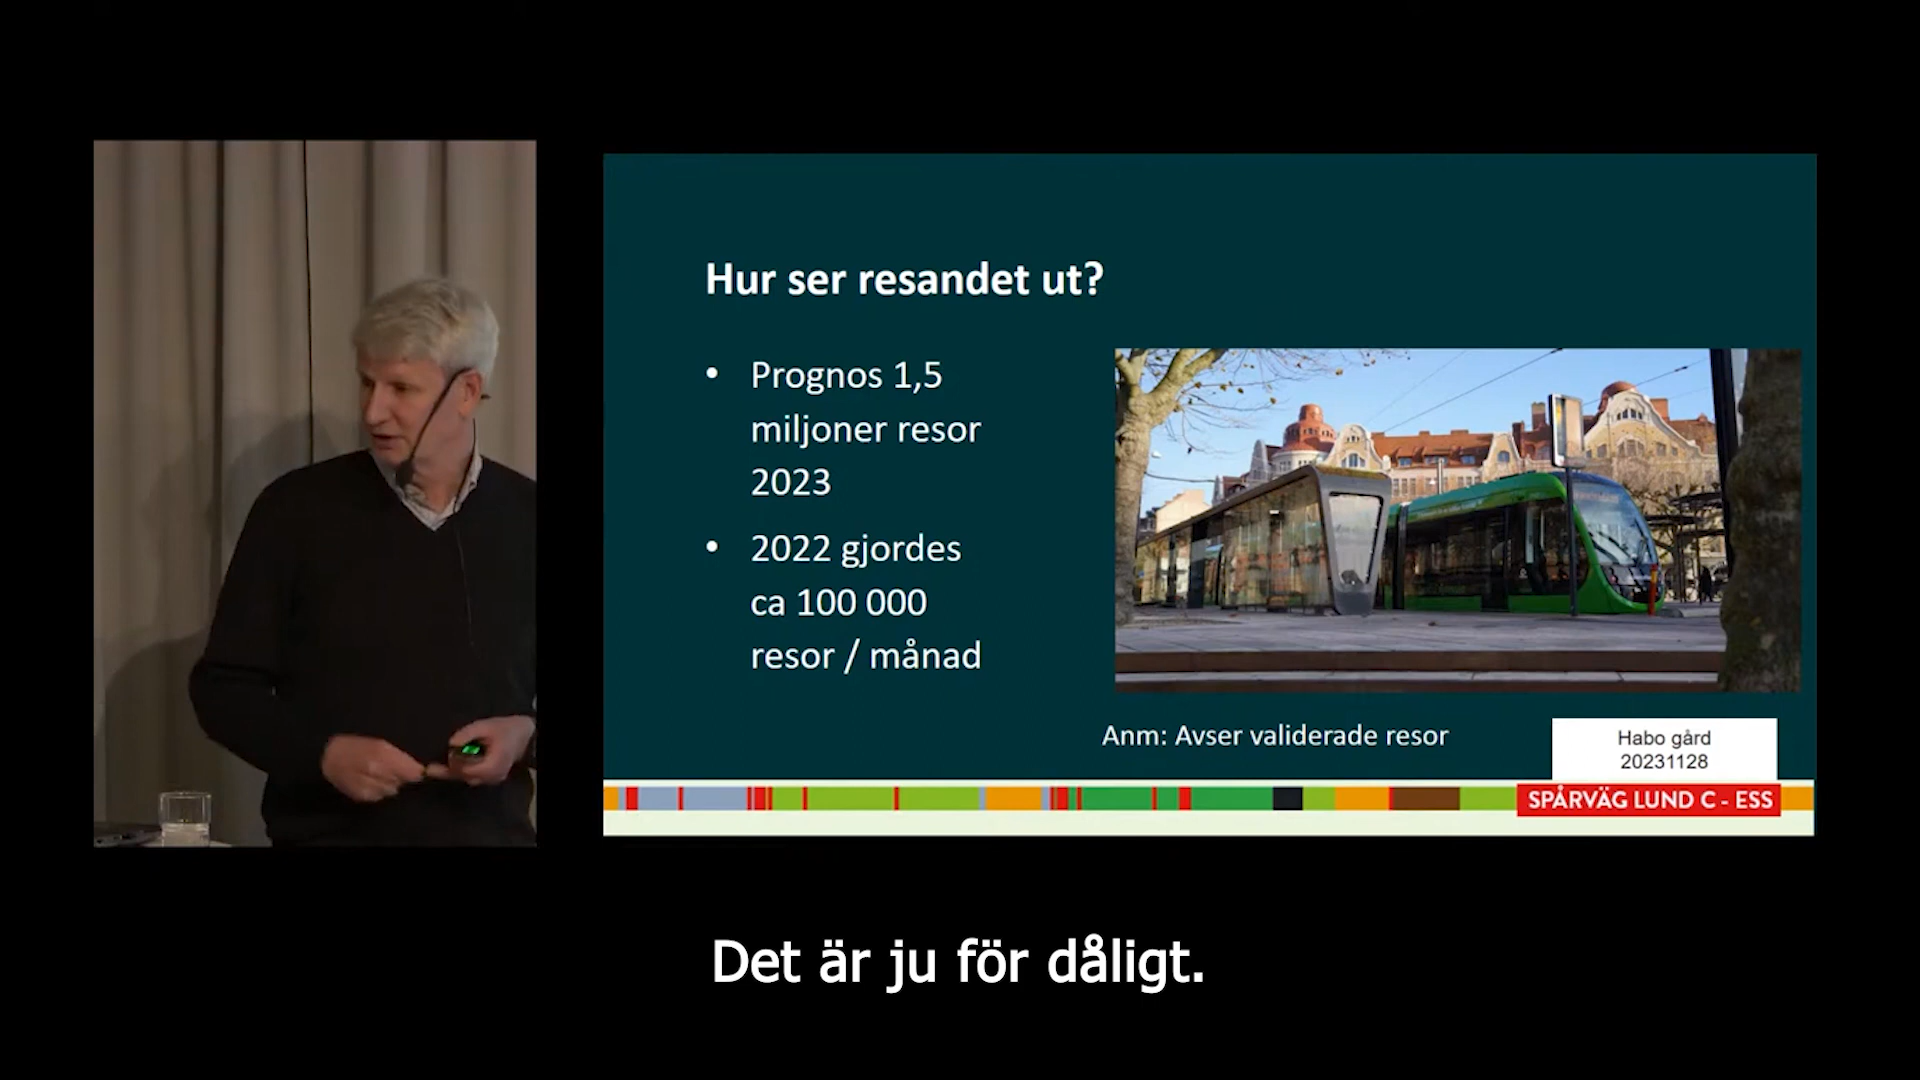 Hur ser resandet ut?
• Prognos 1,5
miljoner resor
2023
• 2022 gjordes
ca 100 000
resor / månad
Anm: Avser validerade resor
Habo gård
20231128
SPÅRVÄG LUND C - ESS
Det är ju för dåligt.